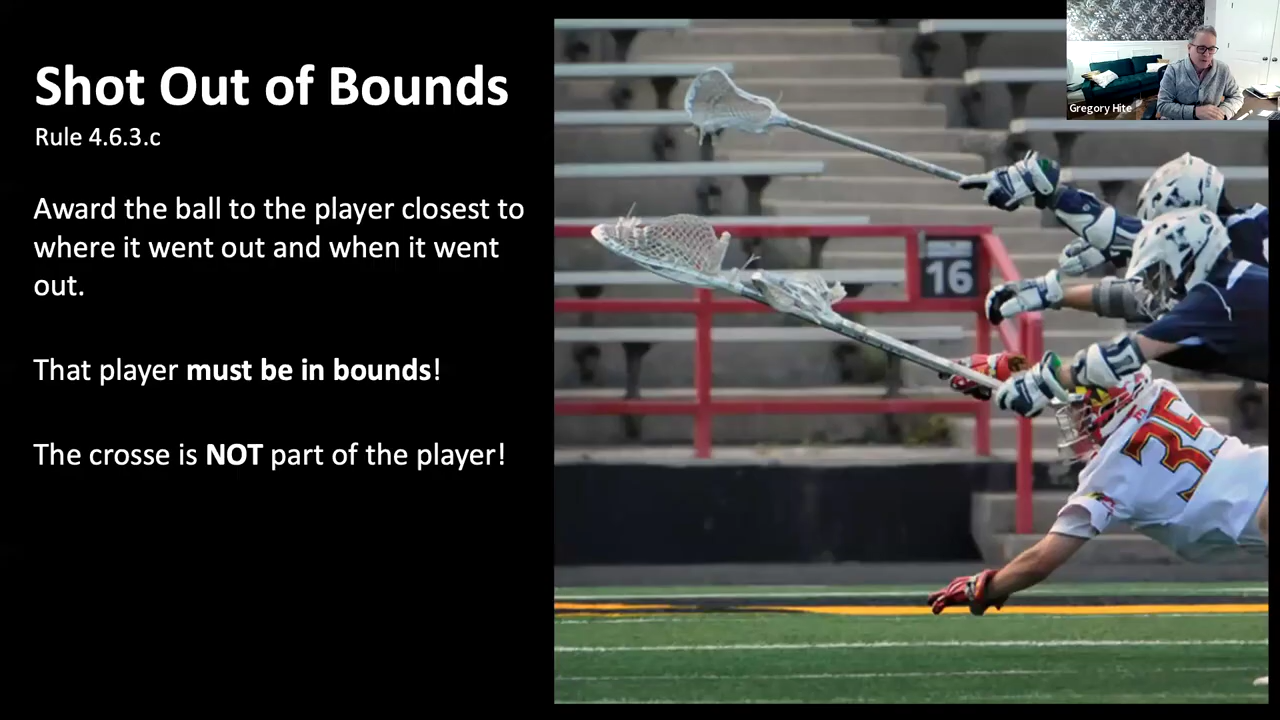 Shot Out of Bounds
Rule 4.6.3.c
Award the ball to the player closest to
where it went out and when it went
out.
That player must be in bounds!
The crosse is NOT part of the player!
Gregory Hite
16
35